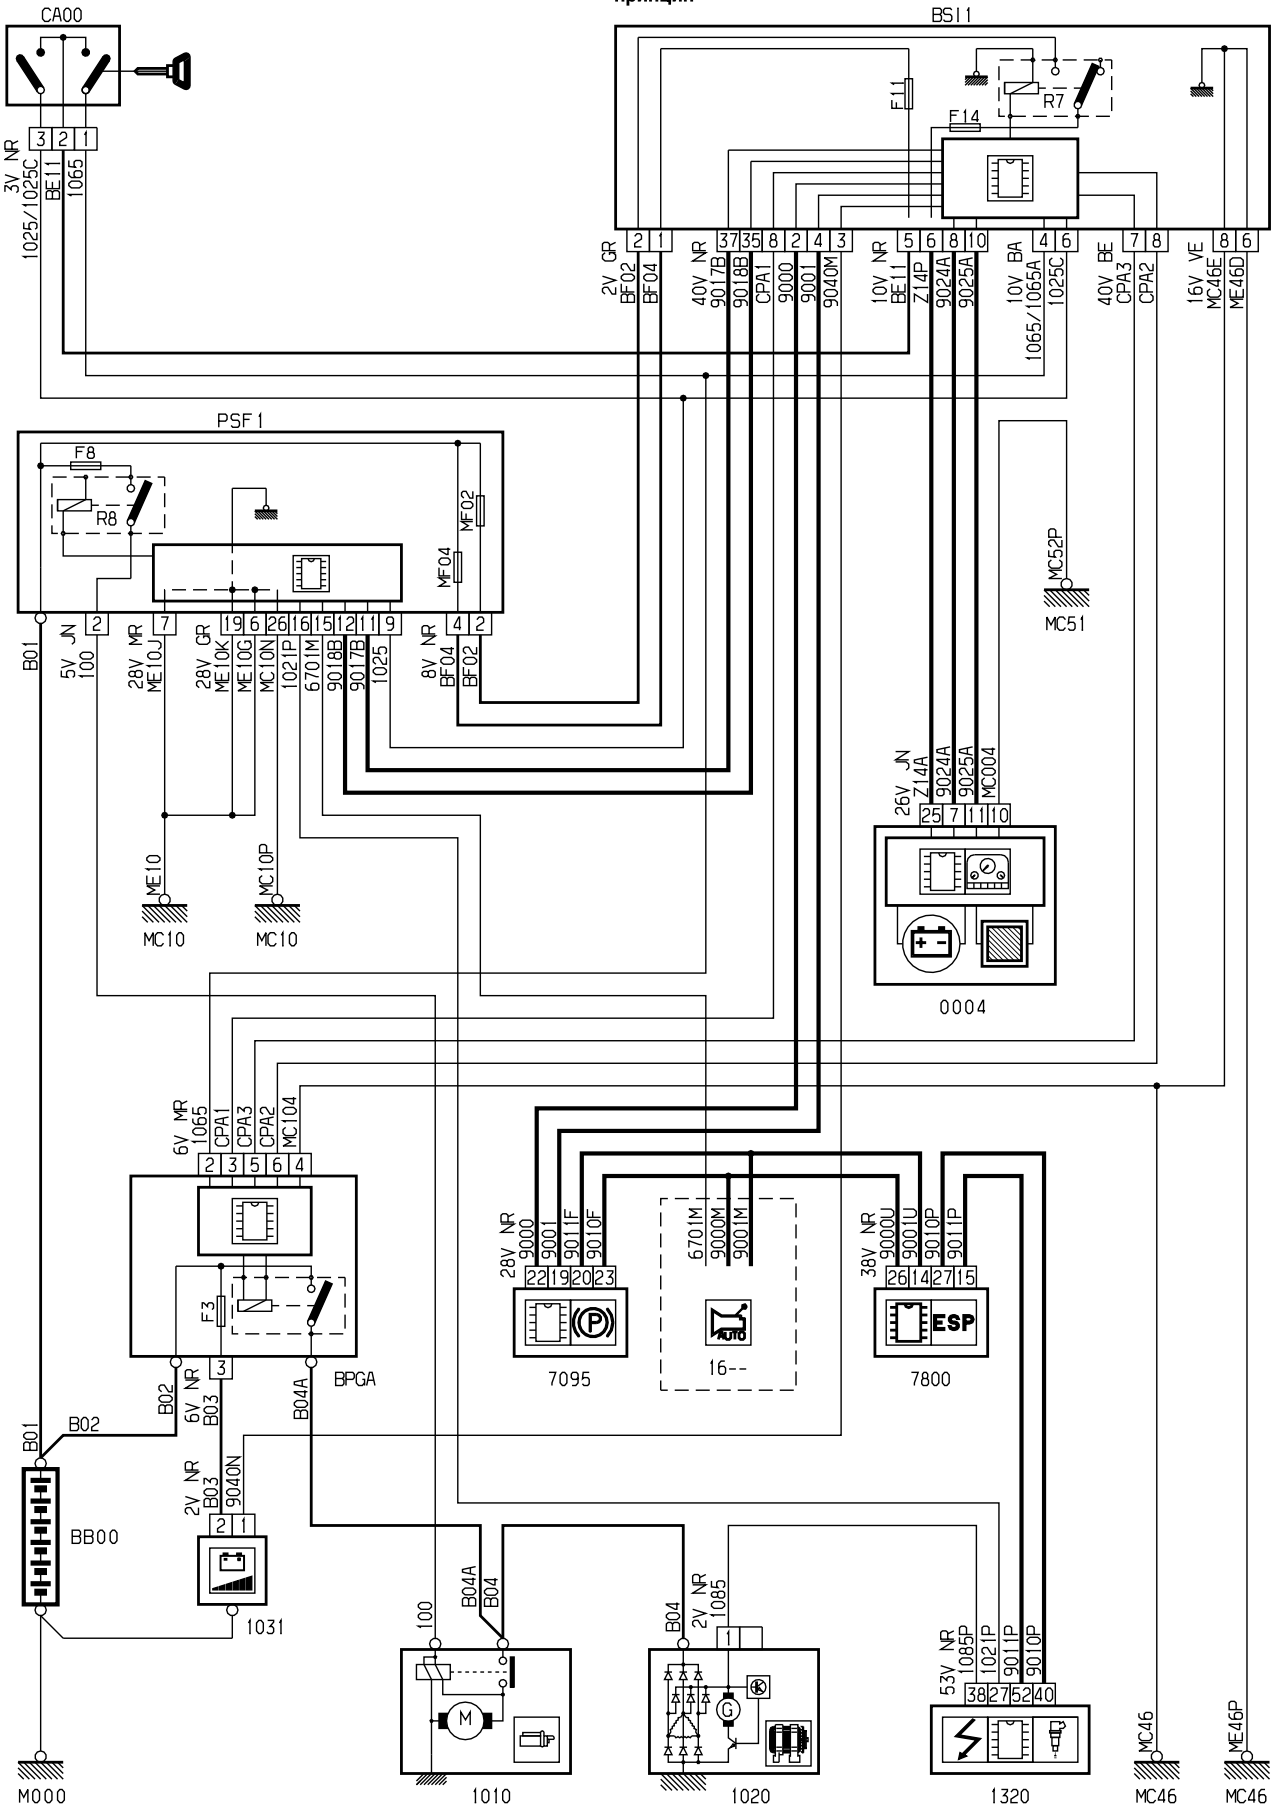 принцип
CA00
BSI1
F11
R7
F14
3 2 1
3V NR
1025/1025C
BE11
1065
2 1
37 35 8 2 4 3
5 6 8 10
4 6
7 8
8 6
2V GR
BF02
BF04
40V NR
9017B
9018B
CPA1
9000
9001
9040M
10V NR
BE11
Z14P
9024A
9025A
10V BA
1065/1065A
1025C
40V BE
CPA3
CPA2
16V VE
MC46E
ME46D
PSF1
F8
R8
MF02
MF04
2
7
19 6 26 16 15 12 11 9
4 2
B01
5V JN
100
28V MR
ME10J
28V GR
ME10K
ME10G
MC10N
1021P
6701M
9018B
9017B
1025
8V NR
BF04
BF02
MC52P
MC51
ME10
MC10P
MC10
MC10
26V JN
Z14A
9024A
9025A
MC004
25 7 11 10
0004
6V MR
1065
CPA1
CPA3
CPA2
MC104
2 3 5 6 4
F3
3
BPGA
B02
6V NR
B03
B04A
28V NR
9000
9001
9011F
9010F
22 19 20 23
P
7095
6701M
9000M
9001M
AUTO
16--
38V NR
9000U
9001U
9010P
9011P
26 14 27 15
ESP
7800
B01
B02
BB00
2V NR
B03
9040N
2 1
1031
M000
100
B04A
B04
M
1010
B04
2V NR
1085
1
G
1020
53V NR
1085P
1021P
9011P
9010P
38 27 52 40
1320
MC46
MC46
ME46P
MC46